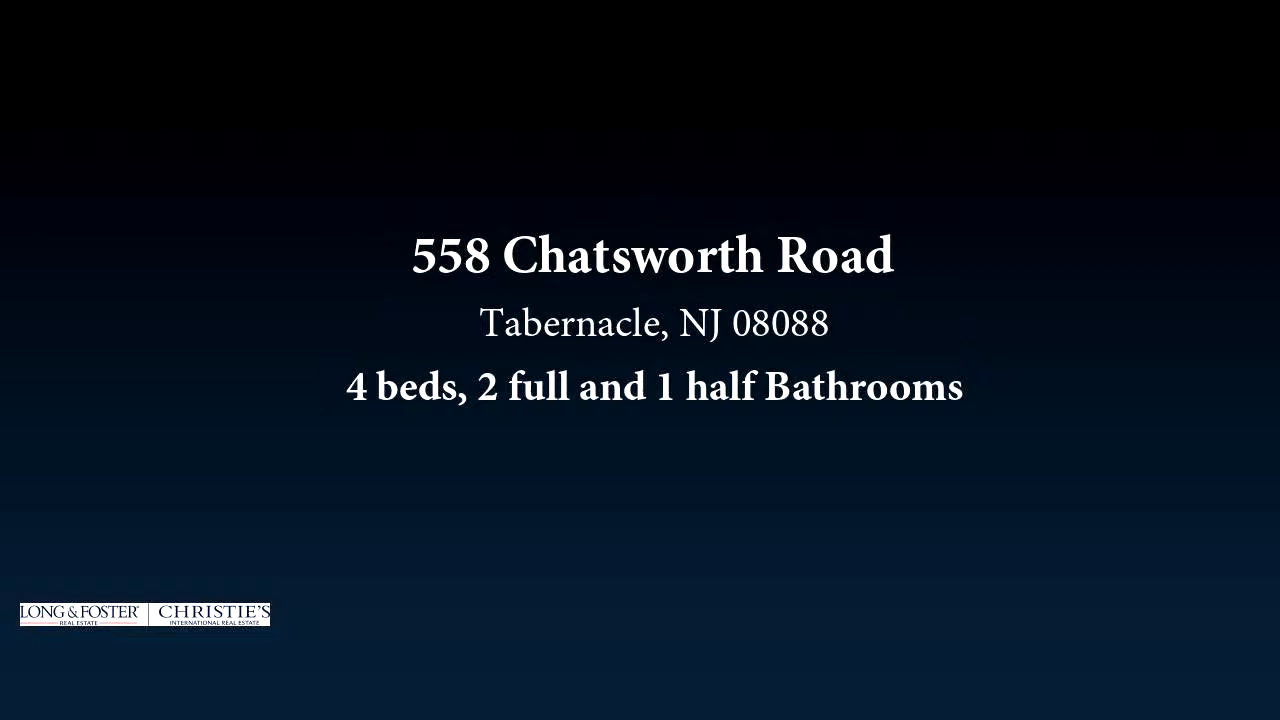 558 Chatsworth Road
Tabernacle, NJ 08088
4 beds, 2 full and 1 half Bathrooms
LONG & FOSTER® CHRISTIE'S
REAL ESTATE INTERNATIONAL REAL ESTATE